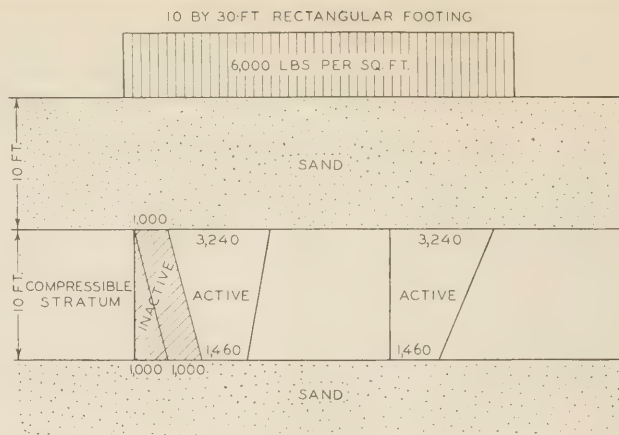 10 BY 30-FT RECTANGULAR FOOTING
6,000 LBS PER SQ. FT.
10 FT.
SAND
1,000
3,240
3,240
10 FT.
COMPRESSIBLE
STRATUM
INACTIVE
ACTIVE
ACTIVE
1,460
1,460
1,000
1,000
SAND